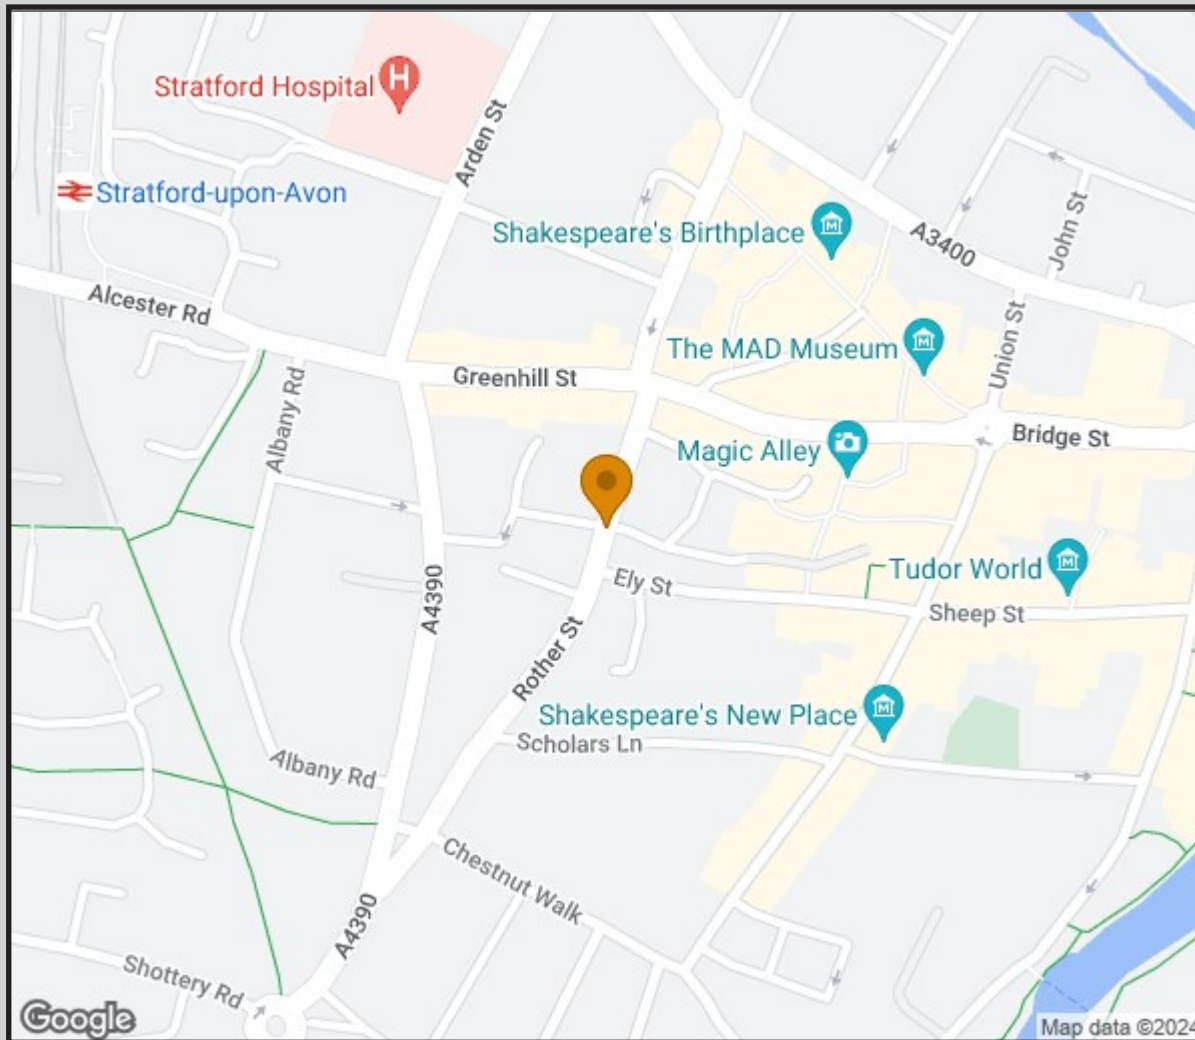 Stratford Hospital
H
Arden St
Stratford-upon-Avon
John St
Shakespeare's Birthplace
M
A3400
Alcester Rd
Union St
The MAD Museum
M
Greenhill St
Albany Rd
Bridge St
Magic Alley
Tudor World
M
Ely St
A4390
Sheep St
Rother St
Shakespeare's New Place
M
Scholars Ln
Albany Rd
Chestnut Walk
A4390
Shottery Rd
Google
Map data ©2024